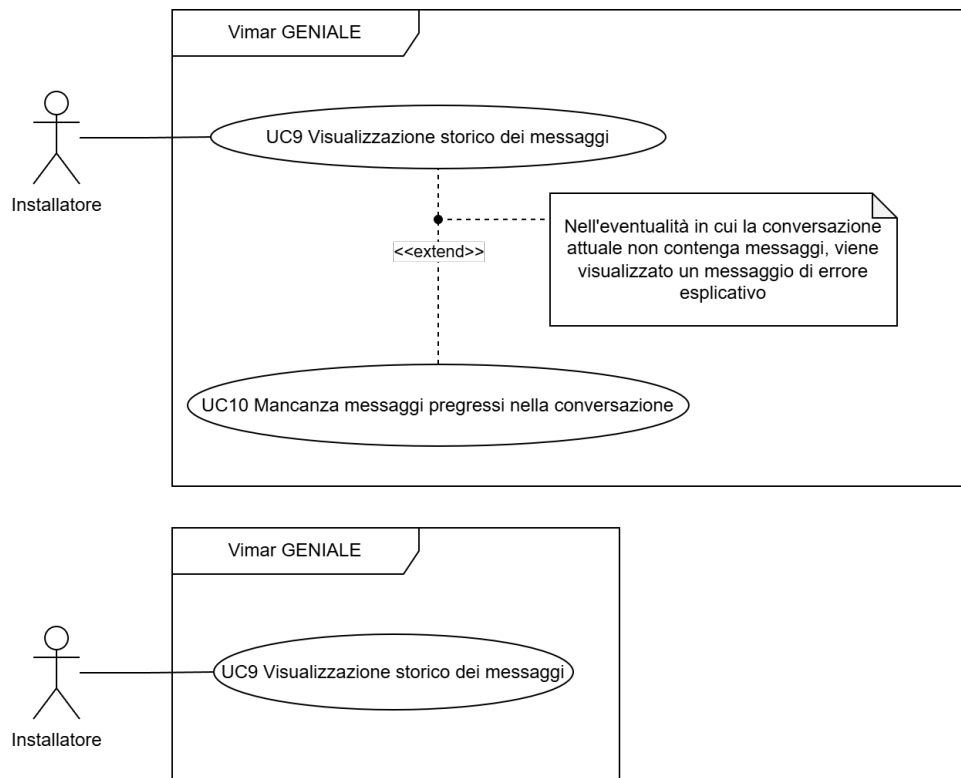 Vimar GENIALE
UC9 Visualizzazione storico dei messaggi
Installatore
Nell'eventualità in cui la conversazione
attuale non contenga messaggi, viene
visualizzato un messaggio di errore
esplicativo
<<extend>>
UC10 Mancanza messaggi pregressi nella conversazione
Vimar GENIALE
UC9 Visualizzazione storico dei messaggi
Installatore